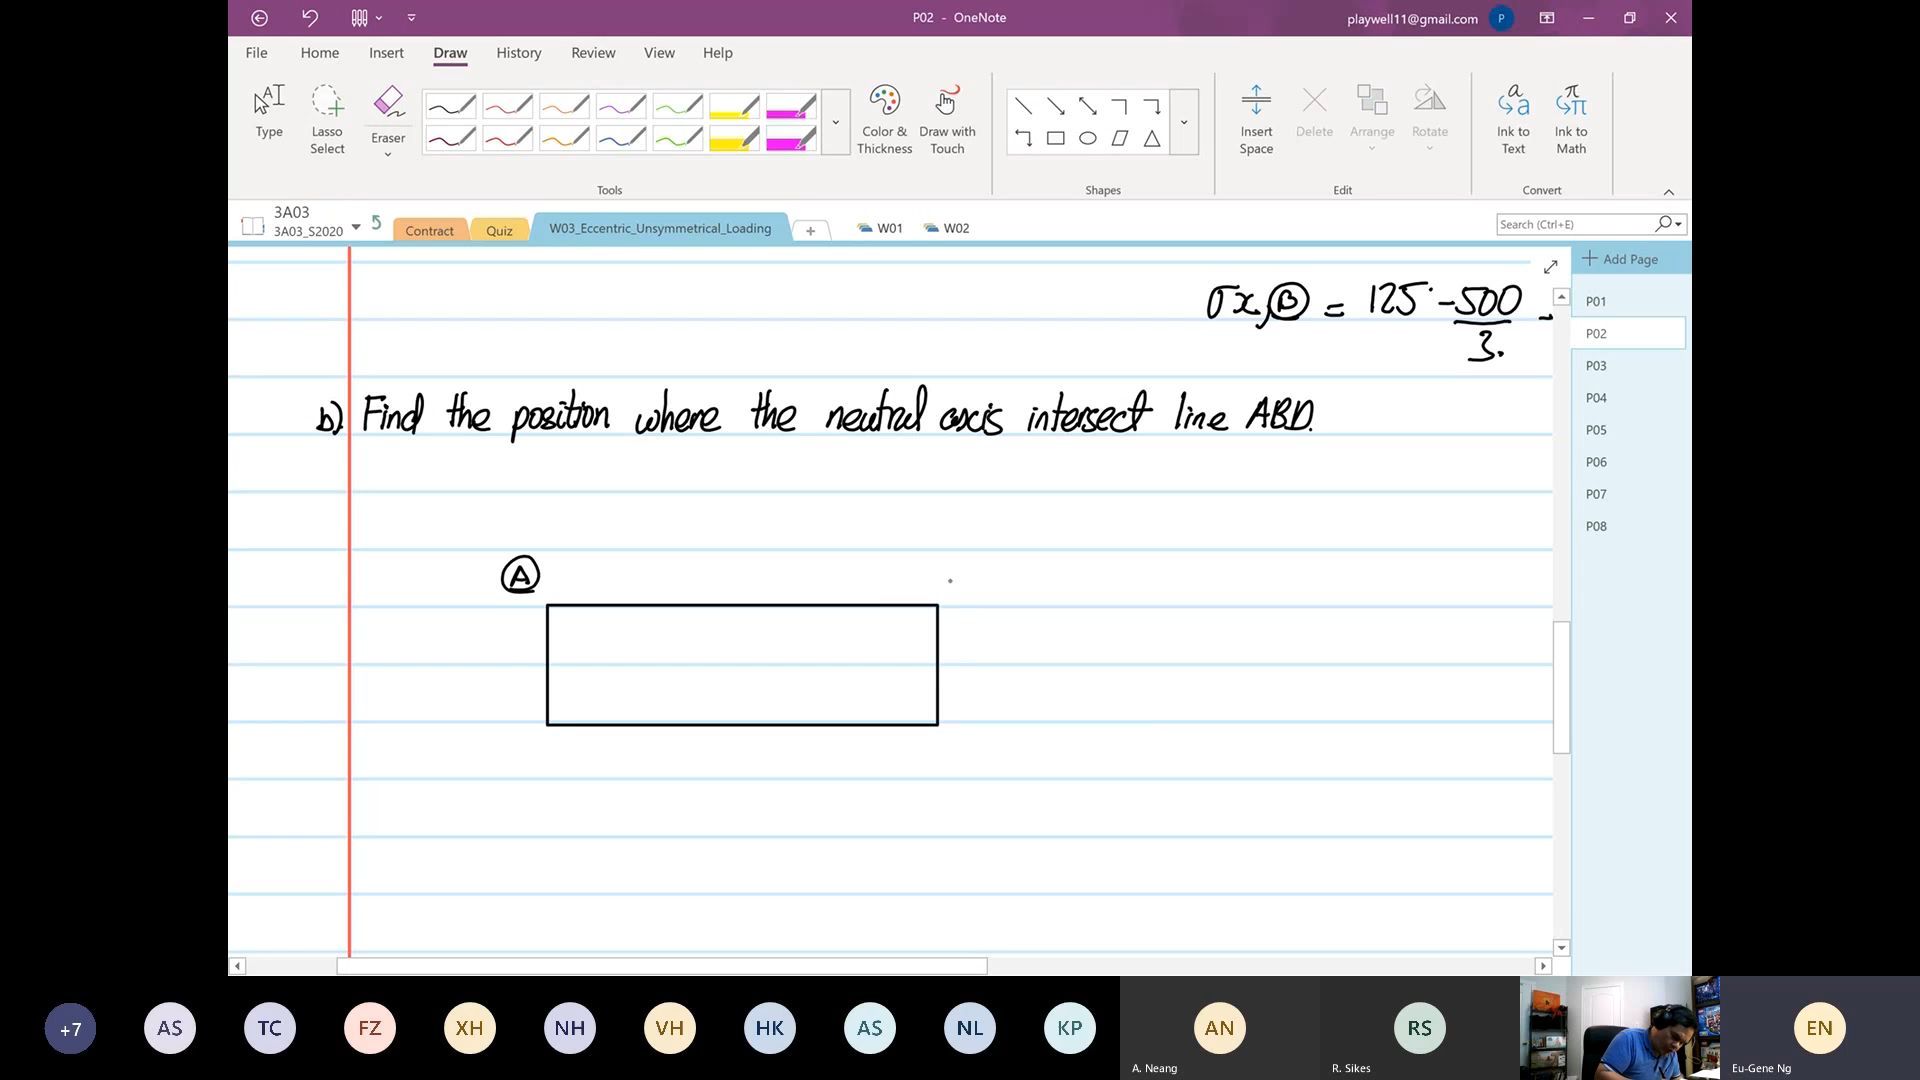 P02 - OneNote
playwell11@gmail.com
P
File Home Insert Draw History Review View Help
Type
Lasso Select
Eraser
Color & Thickness
Draw with Touch
Insert Space
Delete
Arrange
Rotate
Ink to Text
Ink to Math
Tools
Shapes
Edit
Convert
3A03
3A03_S2020
Contract
Quiz
W03_Eccentric_Unsymmetrical_Loading
+
W01
W02
Search (Ctrl+E)
Add Page
P01
P02
P03
P04
P05
P06
P07
P08
σx,B = 125 - 500/3 -
b) Find the position where the neutral axis intersect line ABD.
A
+7
AS
TC
FZ
XH
NH
VH
HK
AS
NL
KP
AN
A. Neang
RS
R. Sikes
EN
Eu-Gene Ng